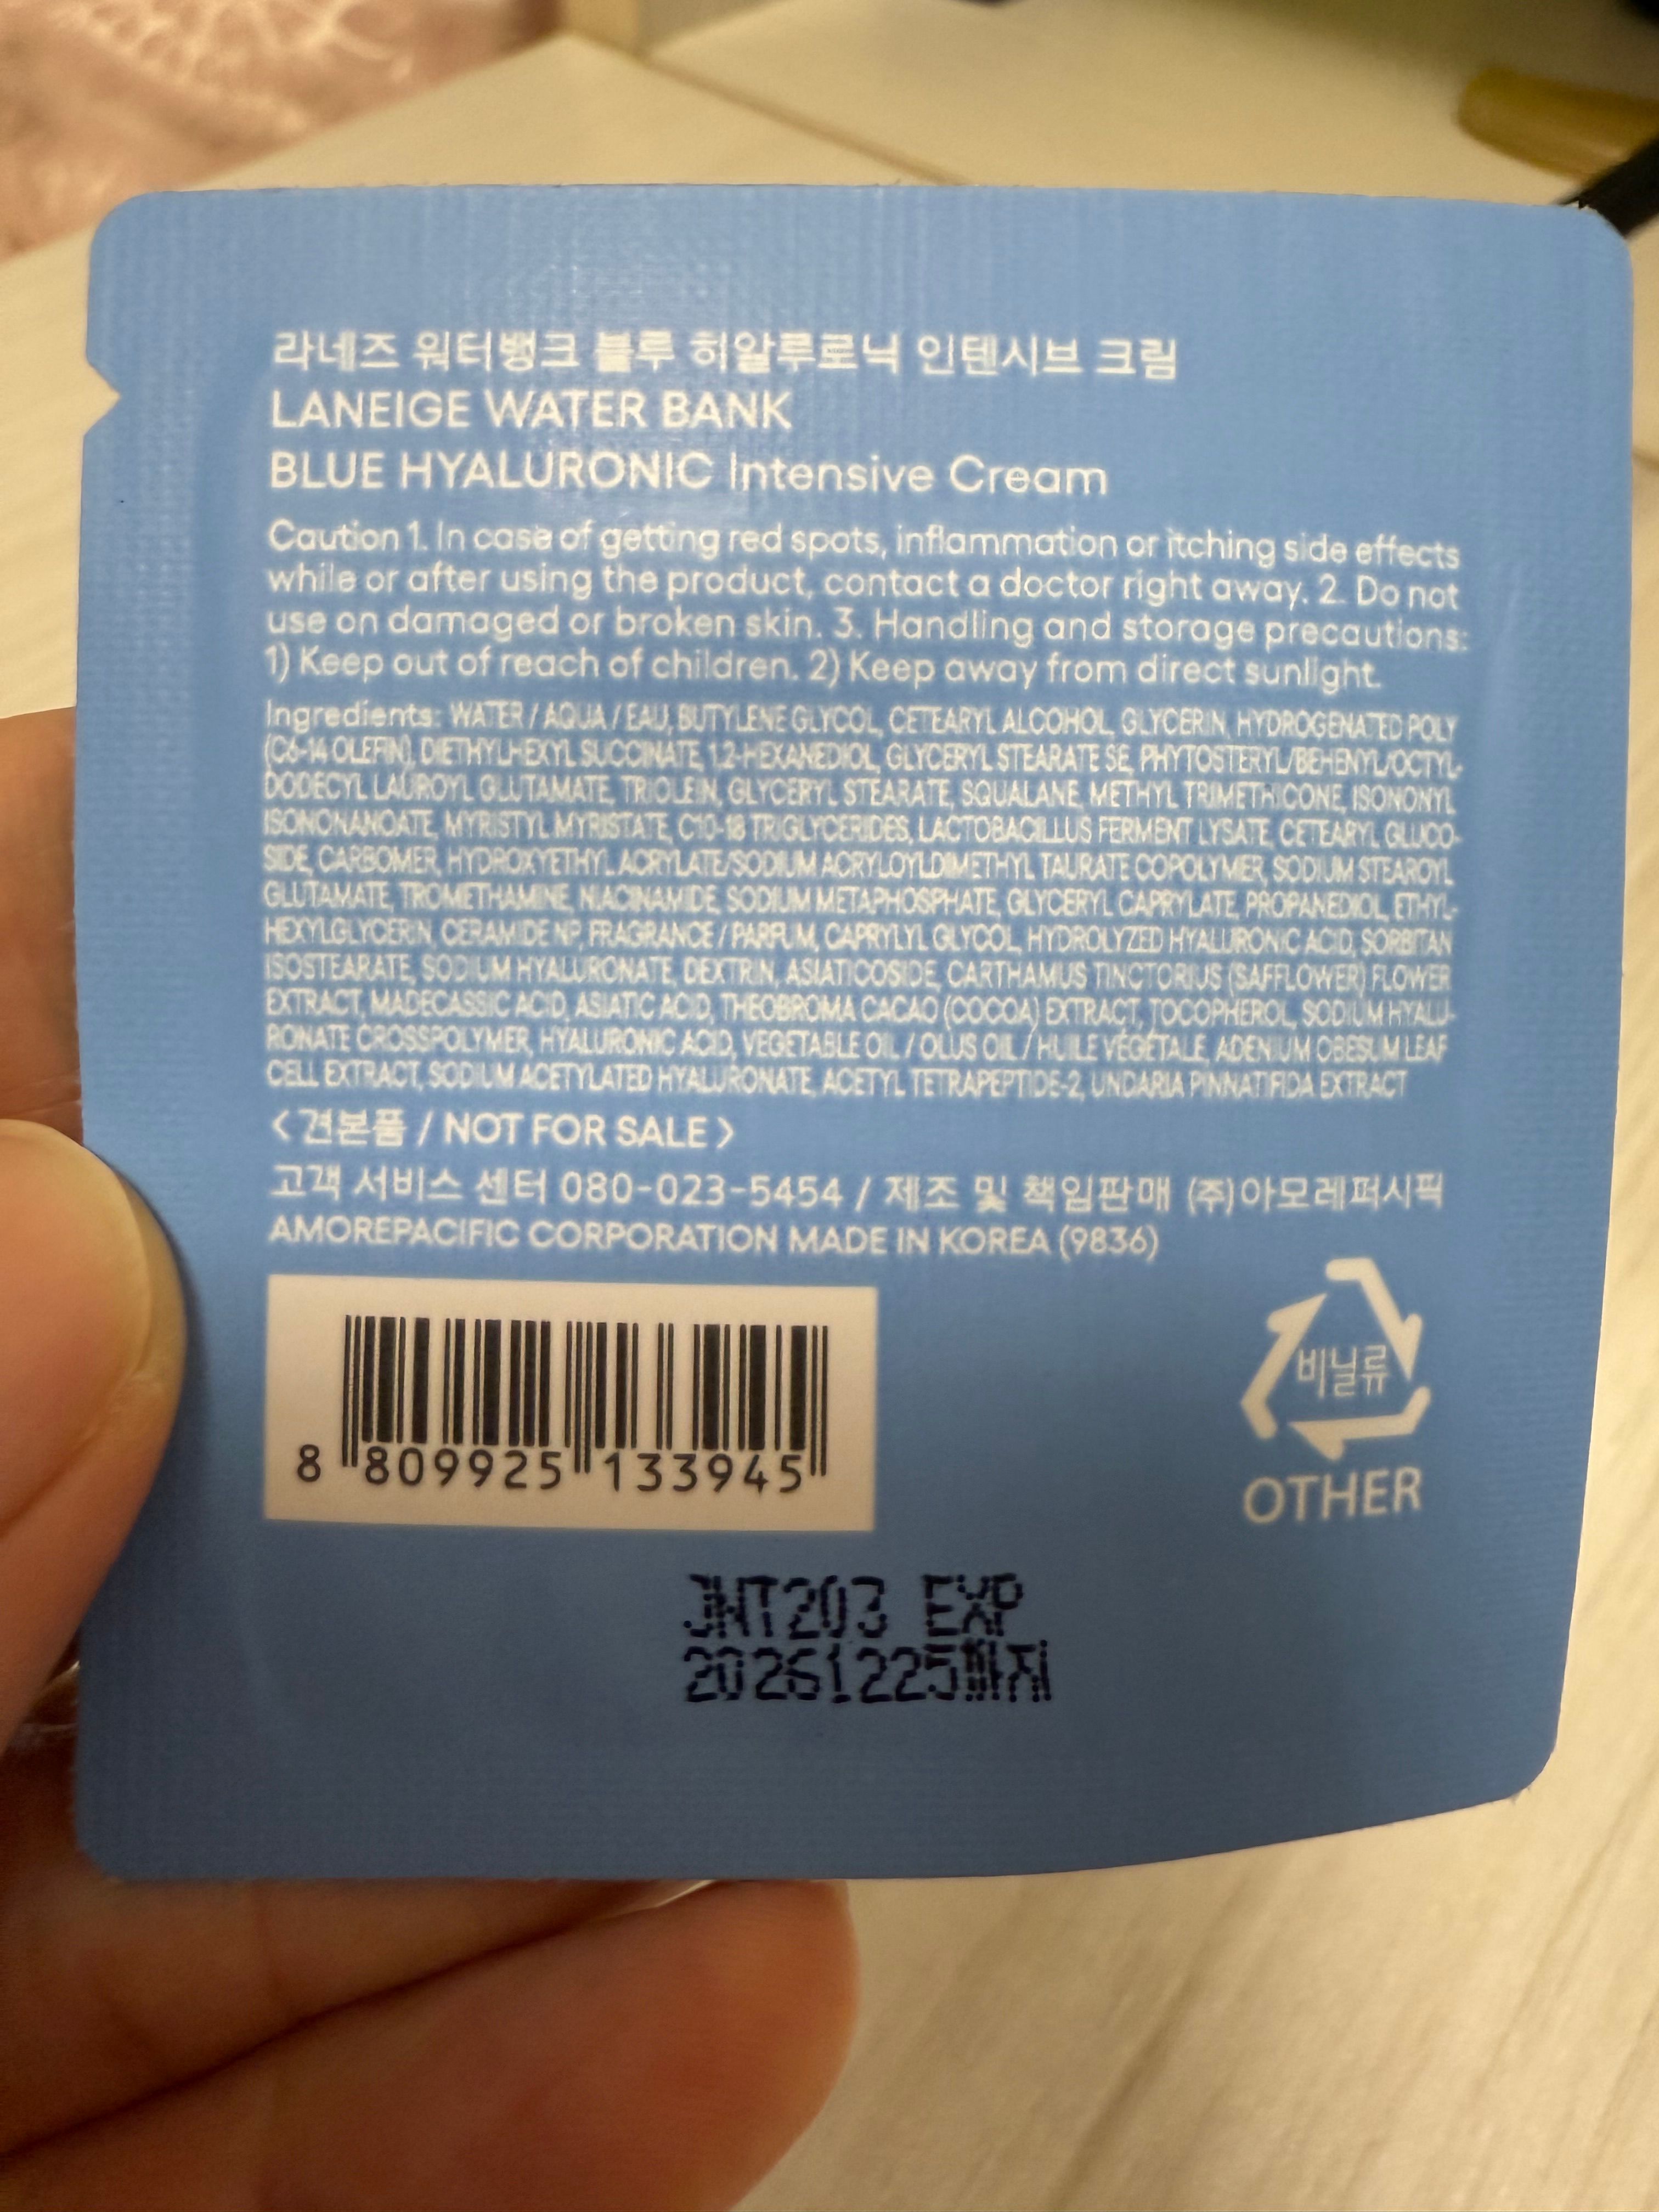 라네즈 워터뱅크 블루 히알루로닉 인텐시브 크림
LANEIGE WATER BANK
BLUE HYALURONIC Intensive Cream
Caution 1. In case of getting red spots, inflammation or itching side effects
while or after using the product, contact a doctor right away. 2. Do not
use on damaged or broken skin. 3. Handling and storage precautions:
1) Keep out of reach of children. 2) Keep away from direct sunlight.
Ingredients: WATER / AQUA / EAU, BUTYLENE GLYCOL, CETEARYL ALCOHOL, GLYCERIN, HYDROGENATED POLY
(C6-14 OLEFIN), DIETHYLHEXYL SUCCINATE, 1,2-HEXANEDIOL, GLYCERYL STEARATE SE, PHYTOSTERYL/BEHENYL/OCTYL-
DODECYL LAUROYL GLUTAMATE, TRIOLEIN, GLYCERYL STEARATE, SQUALANE, METHYL TRIMETHICONE, ISONONYL
ISONONANOATE, MYRISTYL MYRISTATE, C10-18 TRIGLYCERIDES, LACTOBACILLUS FERMENT LYSATE, CETEARYL GLUCO-
SIDE, CARBOMER, HYDROXYETHYL ACRYLATE/SODIUM ACRYLOYLDIMETHYL TAURATE COPOLYMER, SODIUM STEAROYL
GLUTAMATE, TROMETHAMINE, NIACINAMIDE, SODIUM METAPHOSPHATE, GLYCERYL CAPRYLATE, PROPANEDIOL, ETHYL-
HEXYLGLYCERIN, CERAMIDE NP, FRAGRANCE / PARFUM, CAPRYLYL GLYCOL, HYDROLYZED HYALURONIC ACID, SORBITAN
ISOSTEARATE, SODIUM HYALURONATE, DEXTRIN, ASIATICOSIDE, CARTHAMUS TINCTORIUS (SAFFLOWER) FLOWER
EXTRACT, MADECASSIC ACID, ASIATIC ACID, THEOBROMA CACAO (COCOA) EXTRACT, TOCOPHEROL, SODIUM HYALU-
RONATE CROSSPOLYMER, HYALURONIC ACID, VEGETABLE OIL / OLUS OIL / HUILE VÉGÉTALE, ADENIUM OBESUM LEAF
CELL EXTRACT, SODIUM ACETYLATED HYALURONATE, ACETYL TETRAPEPTIDE-2, UNDARIA PINNATIFIDA EXTRACT
<견본품 / NOT FOR SALE>
고객 서비스 센터 080-023-5454 / 제조 및 책임판매 (주)아모레퍼시픽
AMOREPACIFIC CORPORATION MADE IN KOREA (9836)
비닐류
OTHER
8 809925 133945
JNT203 EXP
20261225까지